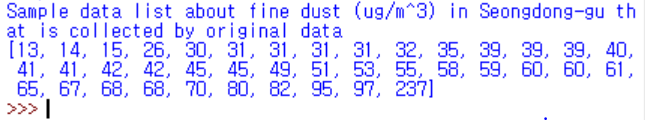 Sample data list about fine dust (ug/m^3) in Seongdong-gu th
at is collected by original data
[13, 14, 15, 26, 30, 31, 31, 31, 31, 32, 35, 39, 39, 39, 40,
41, 41, 42, 42, 45, 45, 49, 51, 53, 55, 58, 59, 60, 60, 61,
65, 67, 68, 68, 70, 80, 82, 95, 97, 237]
>>>